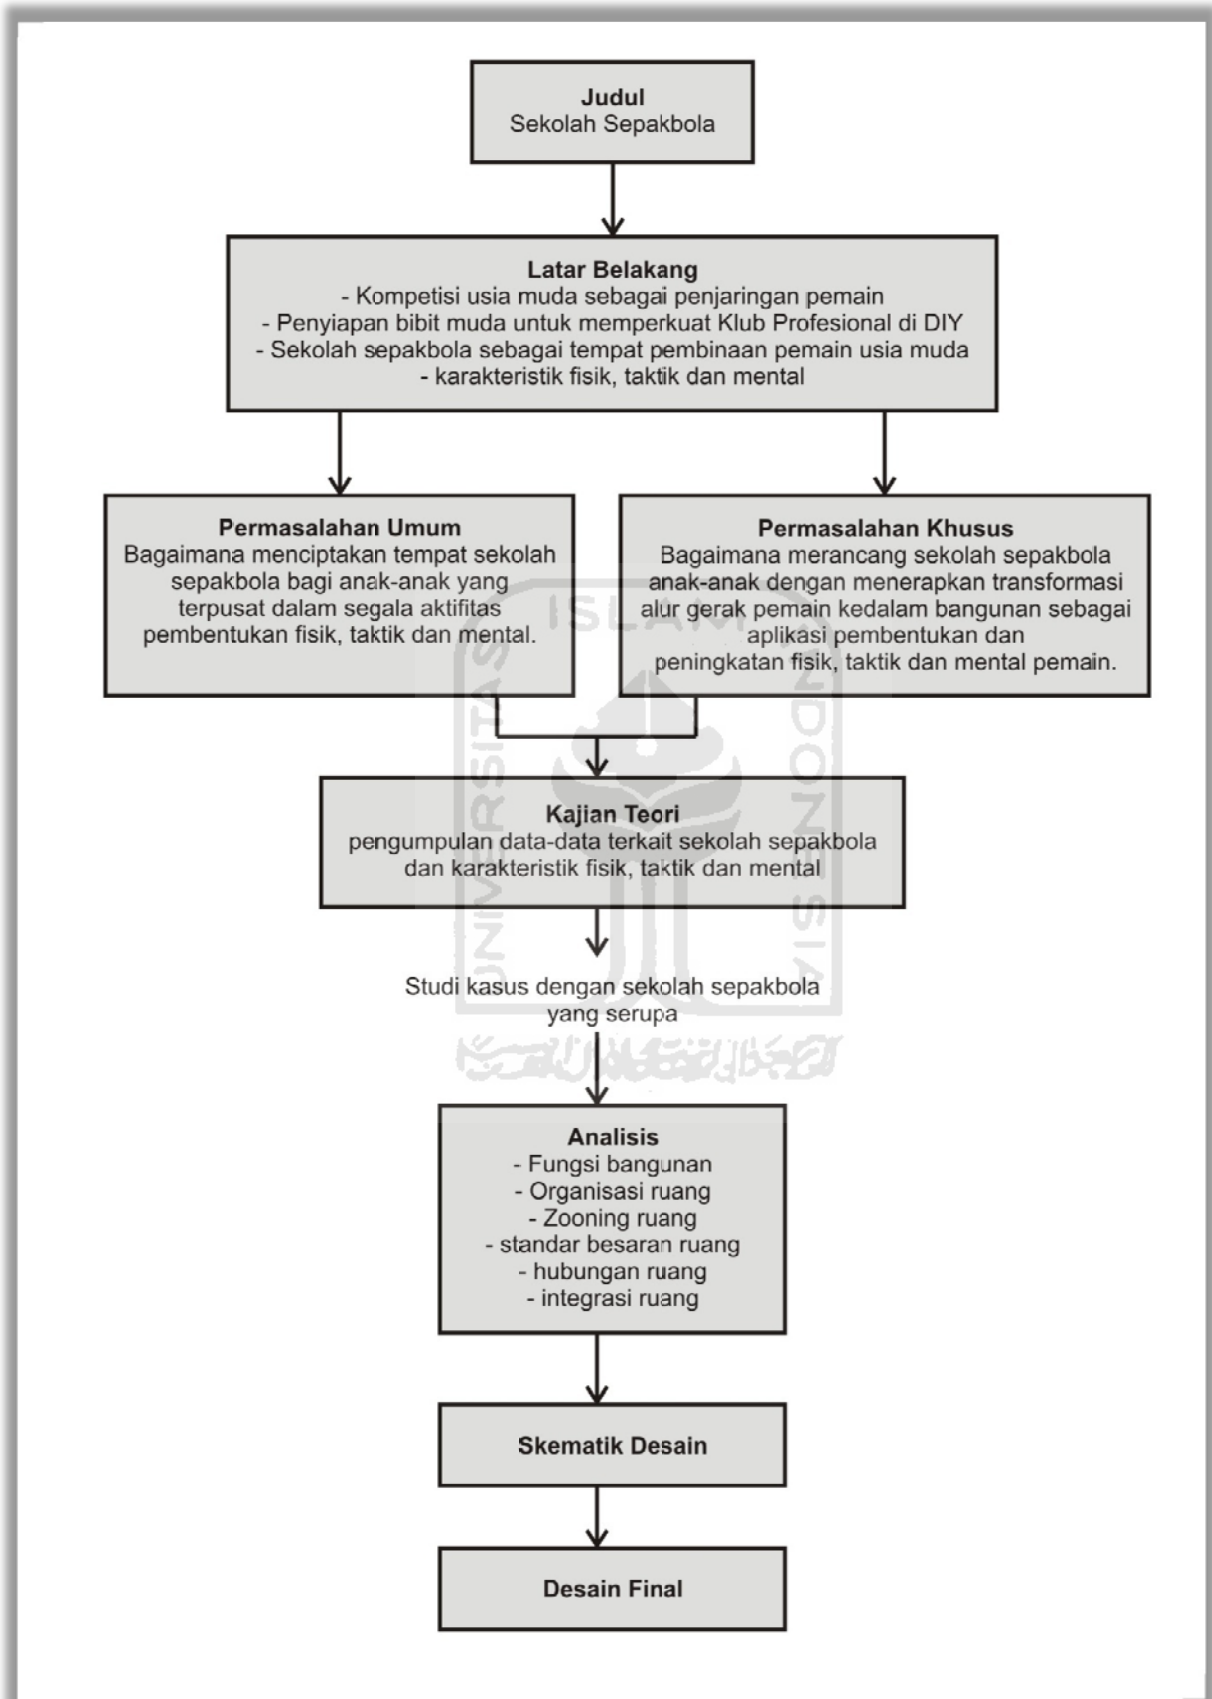 Judul
Sekolah Sepakbola
Latar Belakang
- Kompetisi usia muda sebagai penjaringan pemain
- Penyiapan bibit muda untuk memperkuat Klub Profesional di DIY
- Sekolah sepakbola sebagai tempat pembinaan pemain usia muda
- karakteristik fisik, taktik dan mental
Permasalahan Umum
Bagaimana menciptakan tempat sekolah
sepakbola bagi anak-anak yang
terpusat dalam segala aktifitas
pembentukan fisik, taktik dan mental.
Permasalahan Khusus
Bagaimana merancang sekolah sepakbola
anak-anak dengan menerapkan transformasi
alur gerak pemain kedalam bangunan sebagai
aplikasi pembentukan dan
peningkatan fisik, taktik dan mental pemain.
Kajian Teori
pengumpulan data-data terkait sekolah sepakbola
dan karakteristik fisik, taktik dan mental
Studi kasus dengan sekolah sepakbola
yang serupa
Analisis
- Fungsi bangunan
- Organisasi ruang
- Zooning ruang
- standar besaran ruang
- hubungan ruang
- integrasi ruang
Skematik Desain
Desain Final
UNIVERSITAS
ISLAM
INDONESIA